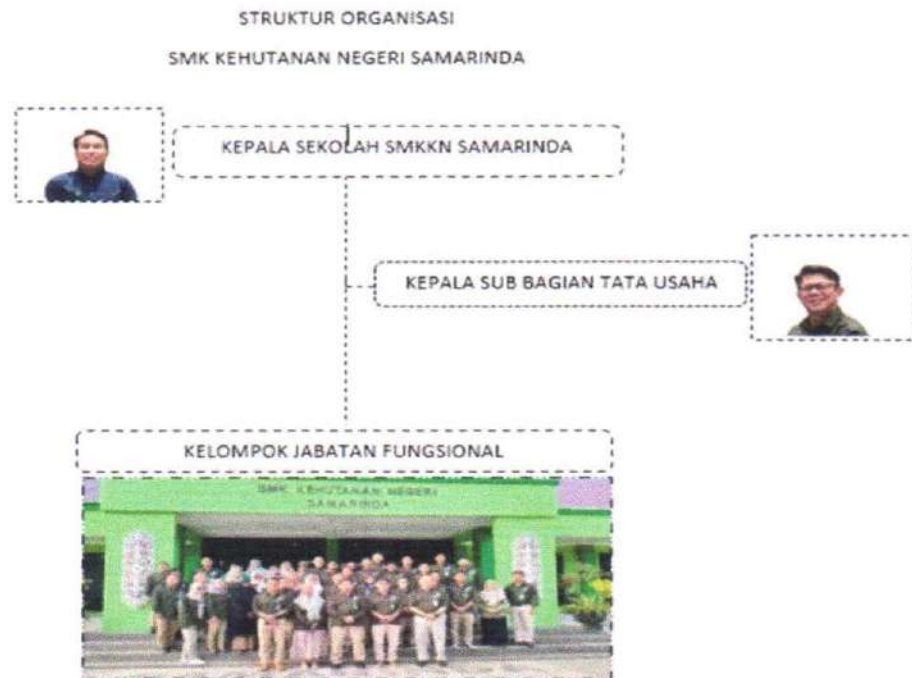 STRUKTUR ORGANISASI
SMK KEHUTANAN NEGERI SAMARINDA
KEPALA SEKOLAH SMKKN SAMARINDA
KEPALA SUB BAGIAN TATA USAHA
KELOMPOK JABATAN FUNGSIONAL
SMK KEHUTANAN NEGERI
SAMARINDA